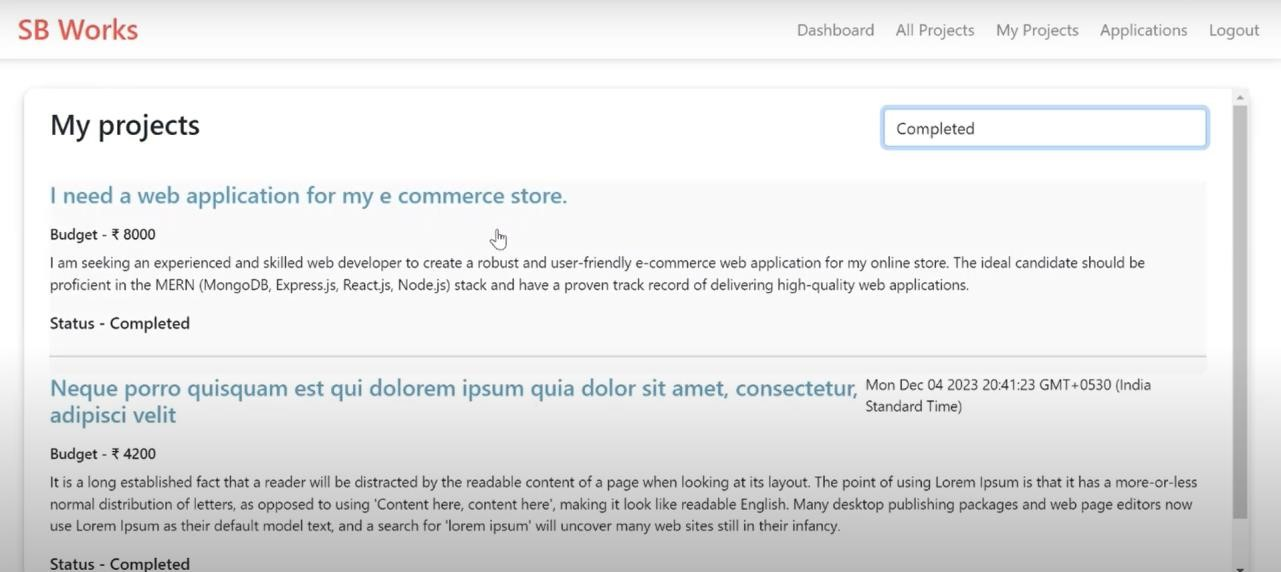 SB Works
Dashboard All Projects My Projects Applications Logout
My projects
Completed
I need a web application for my e commerce store.
Budget - ₹ 8000
I am seeking an experienced and skilled web developer to create a robust and user-friendly e-commerce web application for my online store. The ideal candidate should be
proficient in the MERN (MongoDB, Express.js, React.js, Node.js) stack and have a proven track record of delivering high-quality web applications.
Status - Completed
Neque porro quisquam est qui dolorem ipsum quia dolor sit amet, consectetur,
adipisci velit
Mon Dec 04 2023 20:41:23 GMT+0530 (India
Standard Time)
Budget - ₹ 4200
It is a long established fact that a reader will be distracted by the readable content of a page when looking at its layout. The point of using Lorem Ipsum is that it has a more-or-less
normal distribution of letters, as opposed to using 'Content here, content here', making it look like readable English. Many desktop publishing packages and web page editors now
use Lorem Ipsum as their default model text, and a search for 'lorem ipsum' will uncover many web sites still in their infancy.
Status - Completed